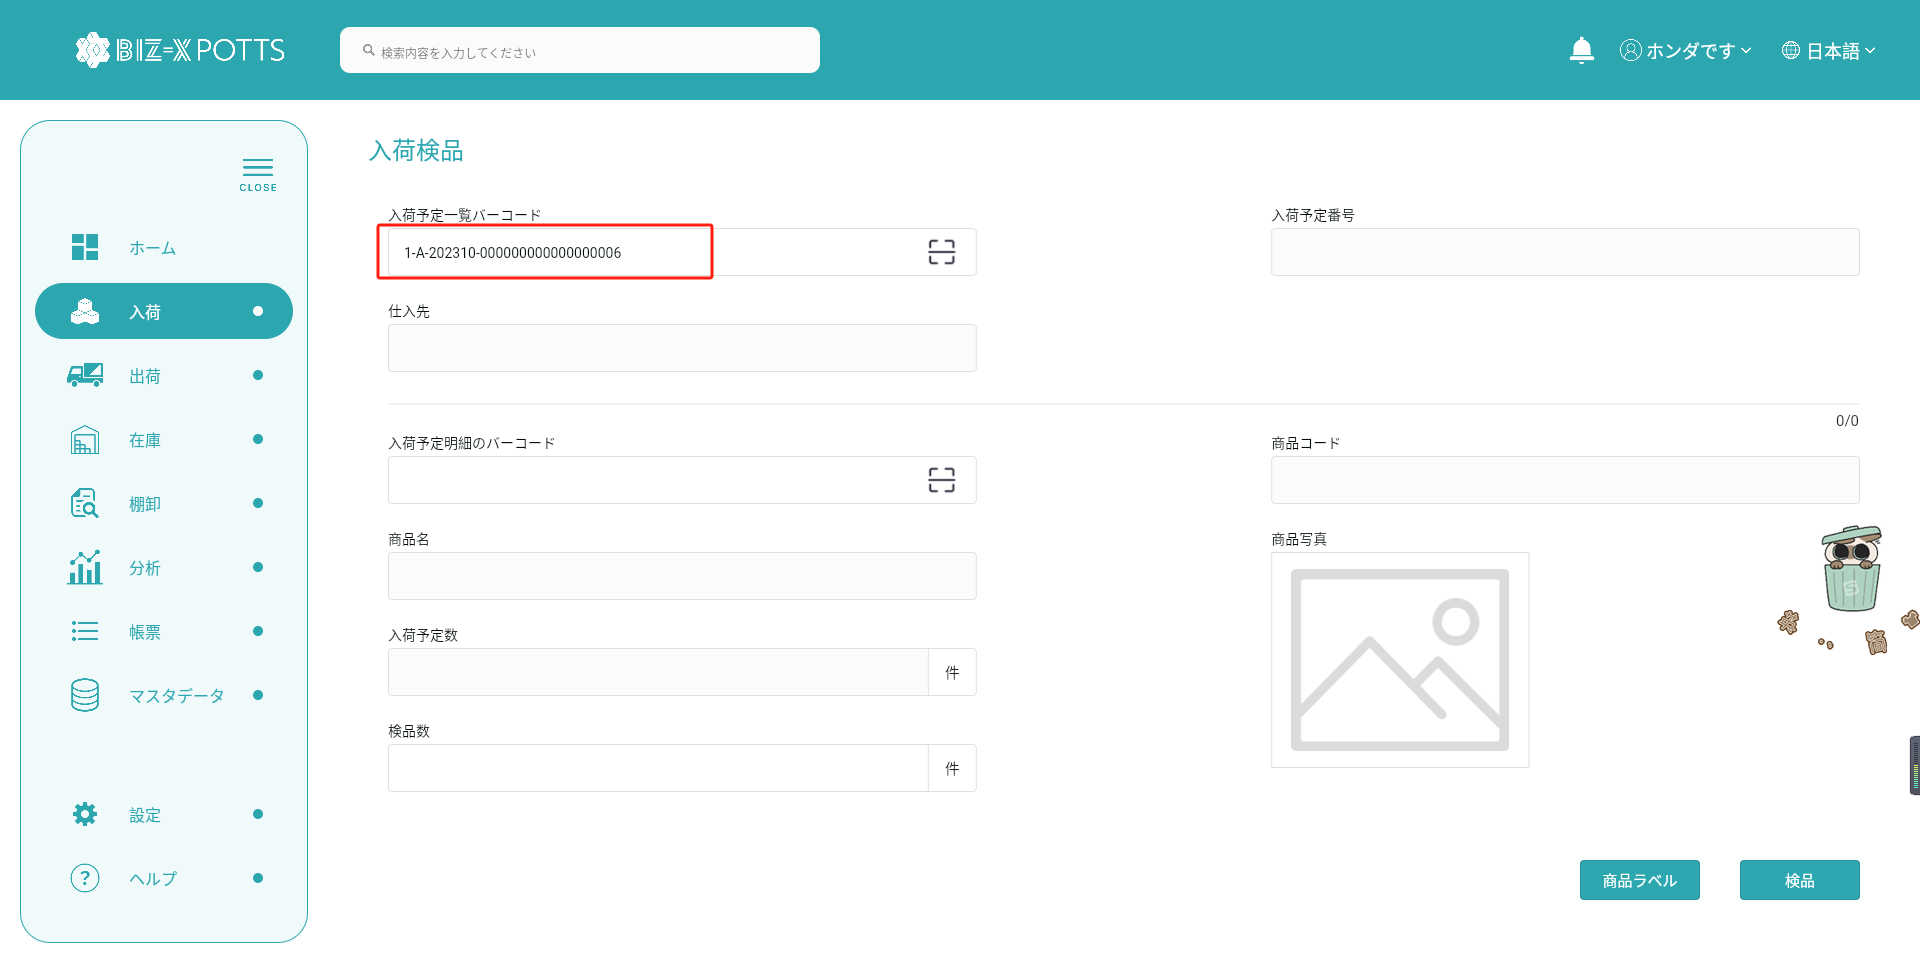 BIZ-X POTTS
検索内容を入力してください
ホンダです
日本語
CLOSE
ホーム
入荷
出荷
在庫
棚卸
分析
帳票
マスタデータ
設定
ヘルプ
入荷検品
入荷予定一覧バーコード
入荷予定番号
1-A-202310-000000000000000006
仕入先
0/0
入荷予定明細のバーコード
商品コード
商品名
商品写真
入荷予定数
件
検品数
件
商品ラベル
検品